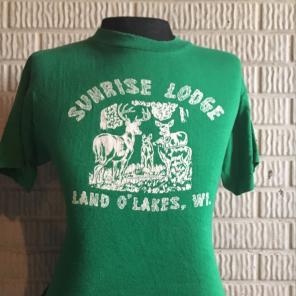 SUNRISE LODGE
LAND O'LAKES, WI.